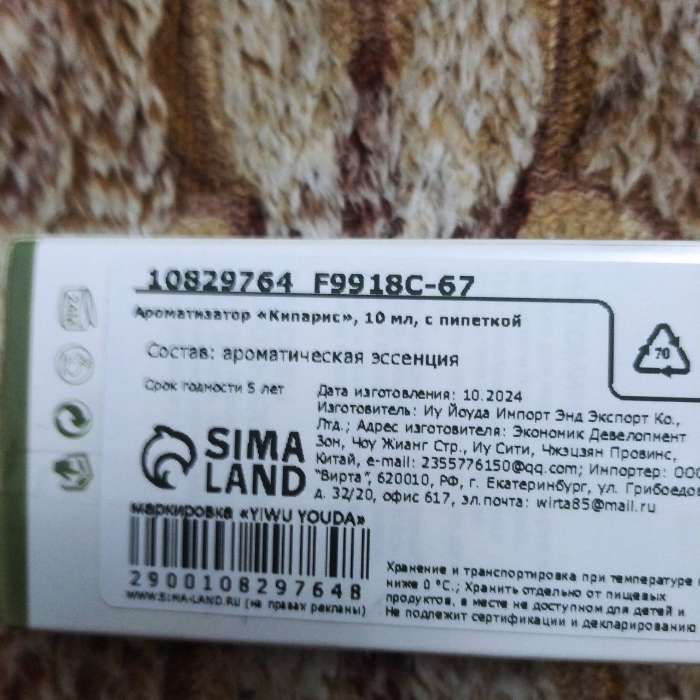 10829764 F9918C-67
Ароматизатор «Кипарис», 10 мл, с пипеткой
70
Состав: ароматическая эссенция
Срок годности 5 лет
Дата изготовления: 10.2024
Изготовитель: Иу Йоуда Импорт Энд Экспорт Ко.,
Лтд.; Адрес изготовителя: Экономик Девелопмент
Зон, Чоу Жианг Стр., Иу Сити, Чжэцзян Провинс,
Китай, e-mail: 2355776150@qq.com; Импортер: ООО
"Вирта", 620010, РФ, г. Екатеринбург, ул. Грибоедо
д. 32/20, офис 617, эл.почта: wirta85@mail.ru
SIMA
LAND
маркировка «YIWU YOUDA»
2900108297648
WWW.SIMA-LAND.RU (на правах рекламы)
Хранение и транспортировка при температуре
ниже 0 °С.; Хранить отдельно от пищевых
продуктов, в месте не доступном для детей и
Не подлежит сертификации и декларированию